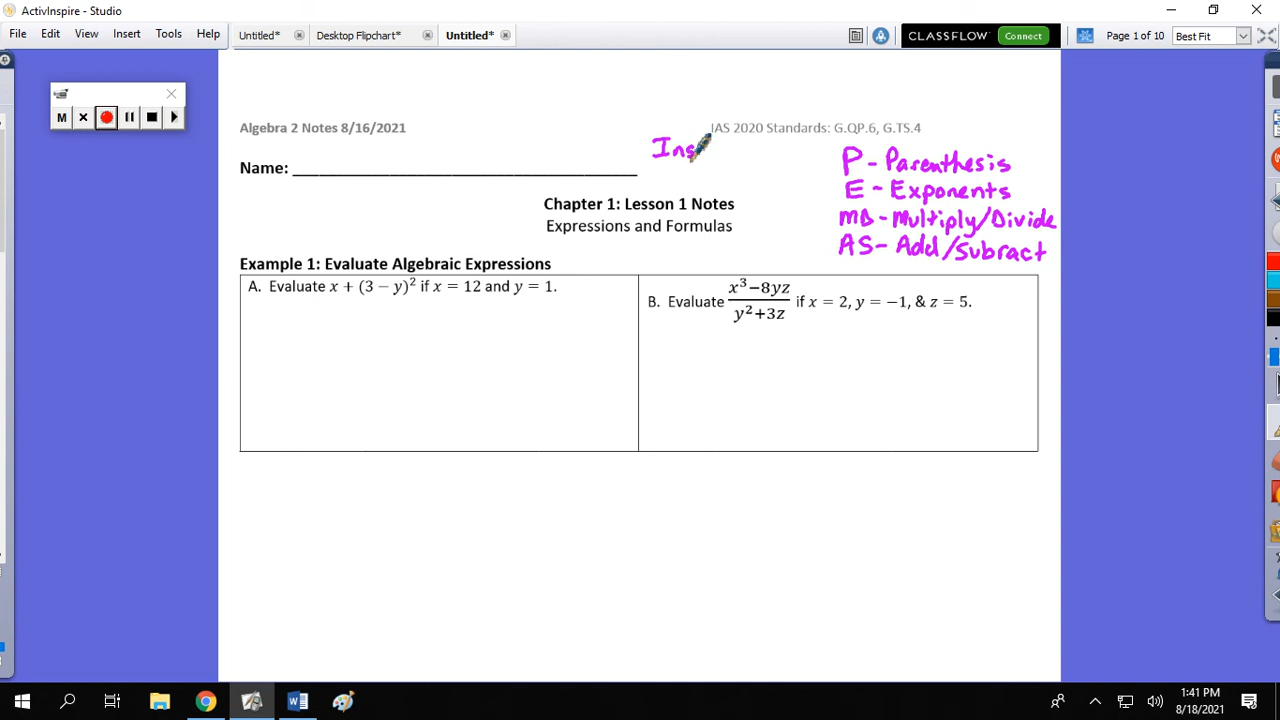 ActivInspire - Studio
File Edit View Insert Tools Help Untitled* Desktop Flipchart* Untitled* CLASSFLOW Connect Page 1 of 10 Best Fit
M
Algebra 2 Notes 8/16/2021 IAS 2020 Standards: G.QP.6, G.TS.4
Ins
Name: ___________________________________
P - Parenthesis
E - Exponents
MD - Multiply/Divide
AS - Add/Subract
Chapter 1: Lesson 1 Notes
Expressions and Formulas
Example 1: Evaluate Algebraic Expressions
A. Evaluate x + (3 − y)² if x = 12 and y = 1.
B. Evaluate (x³−8yz)/(y²+3z) if x = 2, y = −1, & z = 5.
1:41 PM
8/18/2021